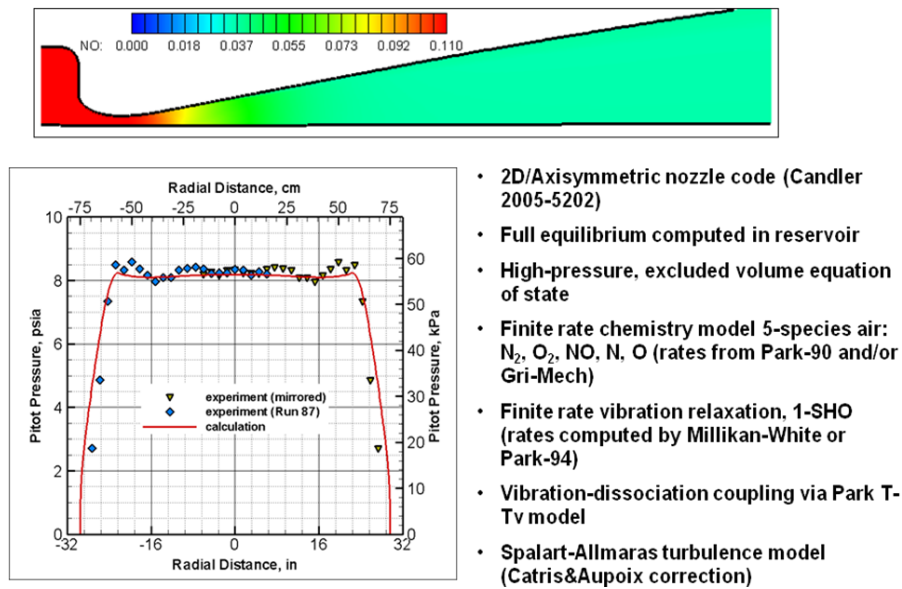 NO: 0.000 0.018 0.037 0.055 0.073 0.092 0.110
Radial Distance, cm
-75 -50 -25 0 25 50 75
10
8
6
4
2
0
Pitot Pressure, psia
60
50
40
30
20
10
0
Pitot Pressure, kPa
experiment (mirrored)
experiment (Run 87)
calculation
-32 -16 0 16 32
Radial Distance, in
• 2D/Axisymmetric nozzle code (Candler
2005-5202)
• Full equilibrium computed in reservoir
• High-pressure, excluded volume equation
of state
• Finite rate chemistry model 5-species air:
N₂, O₂, NO, N, O (rates from Park-90 and/or
Gri-Mech)
• Finite rate vibration relaxation, 1-SHO
(rates computed by Millikan-White or
Park-94)
• Vibration-dissociation coupling via Park T-
Tv model
• Spalart-Allmaras turbulence model
(Catris&Aupoix correction)